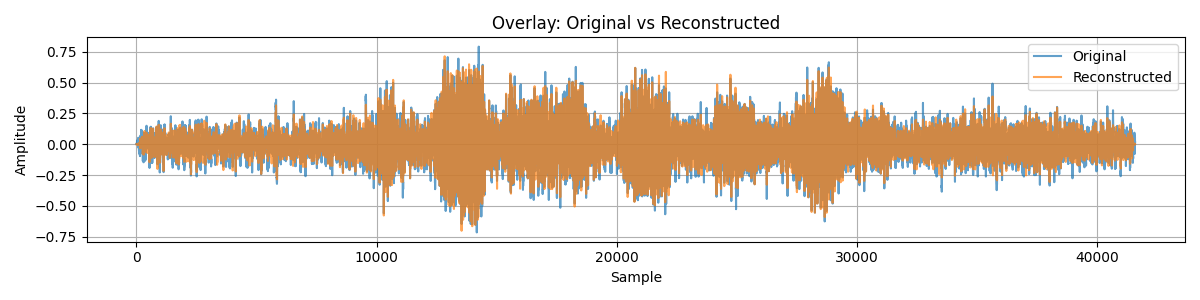 Overlay: Original vs Reconstructed
Original
Reconstructed
Amplitude
0.75
0.50
0.25
0.00
−0.25
−0.50
−0.75
0 10000 20000 30000 40000
Sample